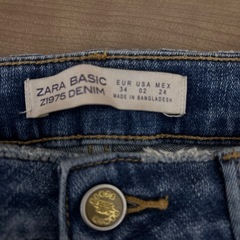 ZARA BASIC
Z1975 DENIM
EUR USA MEX
34 02 24
MADE IN BANGLADESH